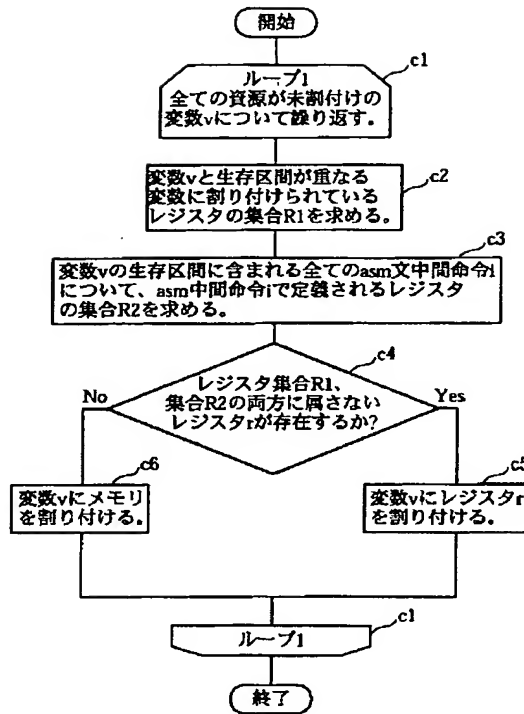 開始
c1
ループ1
全ての資源が未割付けの
変数vについて繰り返す。
c2
変数vと生存区間が重なる
変数に割り付けられている
レジスタの集合R1を求める。
c3
変数vの生存区間に含まれる全てのasm文中間命令i
について、asm中間命令iで定義されるレジスタ
の集合R2を求める。
c4
レジスタ集合R1、
集合R2の両方に属さない
レジスタrが存在するか?
No
Yes
c6
変数vにメモリ
を割り付ける。
c5
変数vにレジスタr
を割り付ける。
c1
ループ1
終了